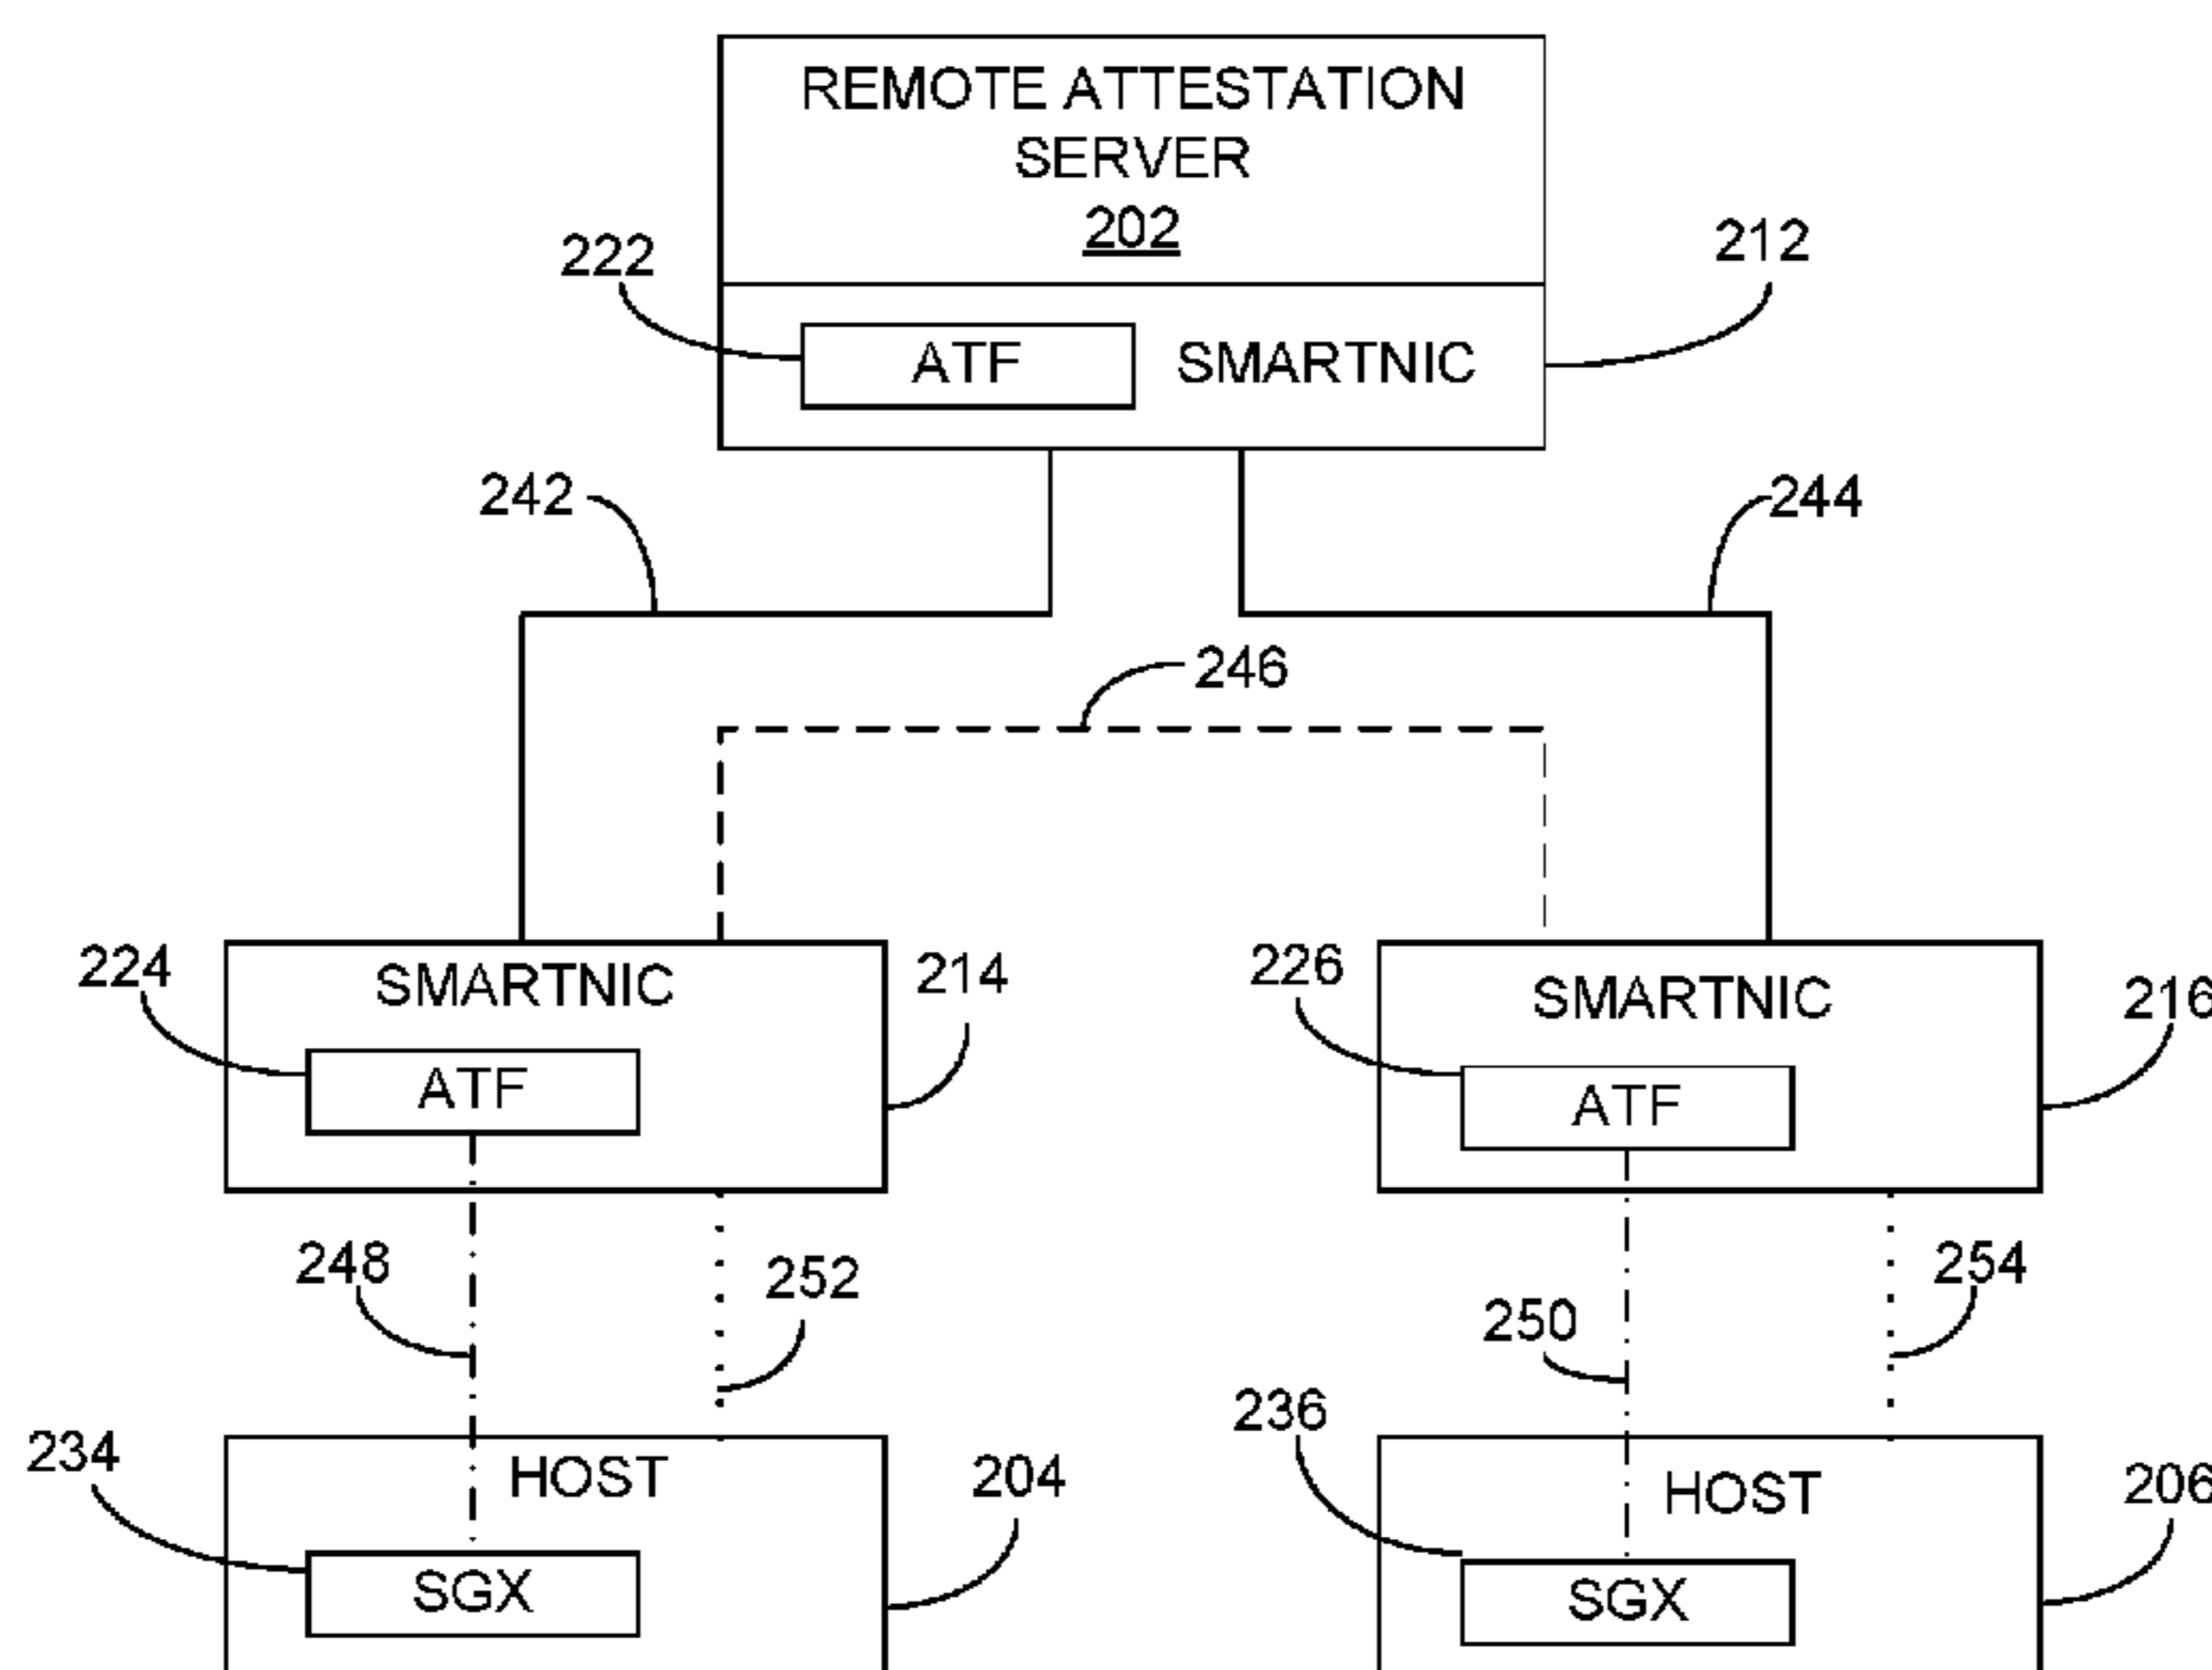 REMOTE ATTESTATION
SERVER
202
222
212
ATF
SMARTNIC
242
244
246
224
SMARTNIC
214
226
SMARTNIC
216
ATF
ATF
248
252
250
254
234
HOST
204
236
HOST
206
SGX
SGX